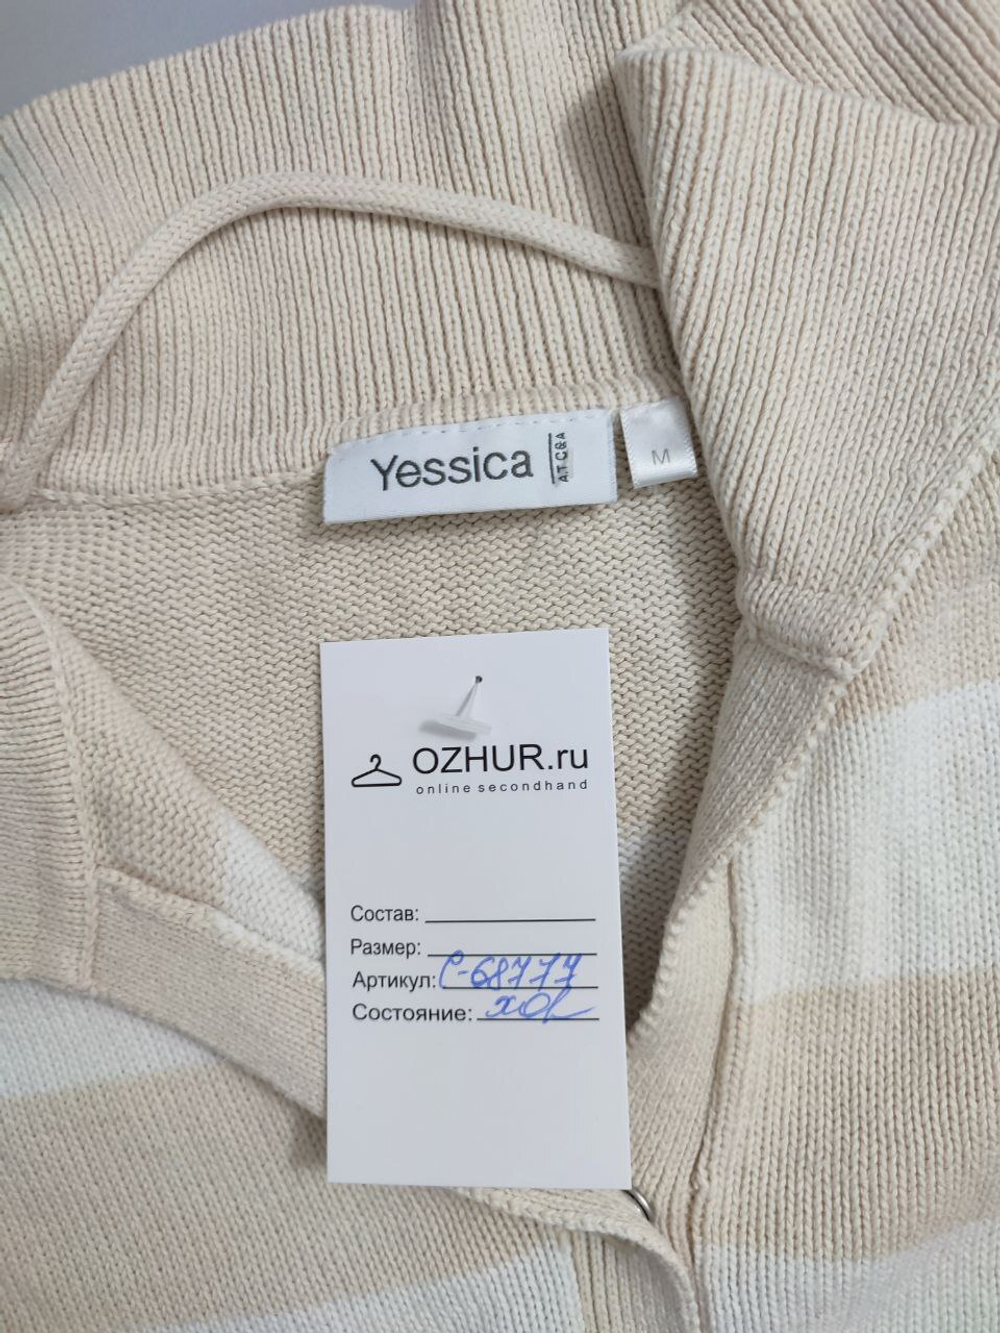 Yessica
AT C&A
M
OZHUR.ru
online secondhand
Состав:
Размер:
Артикул: С-68777
Состояние: хор